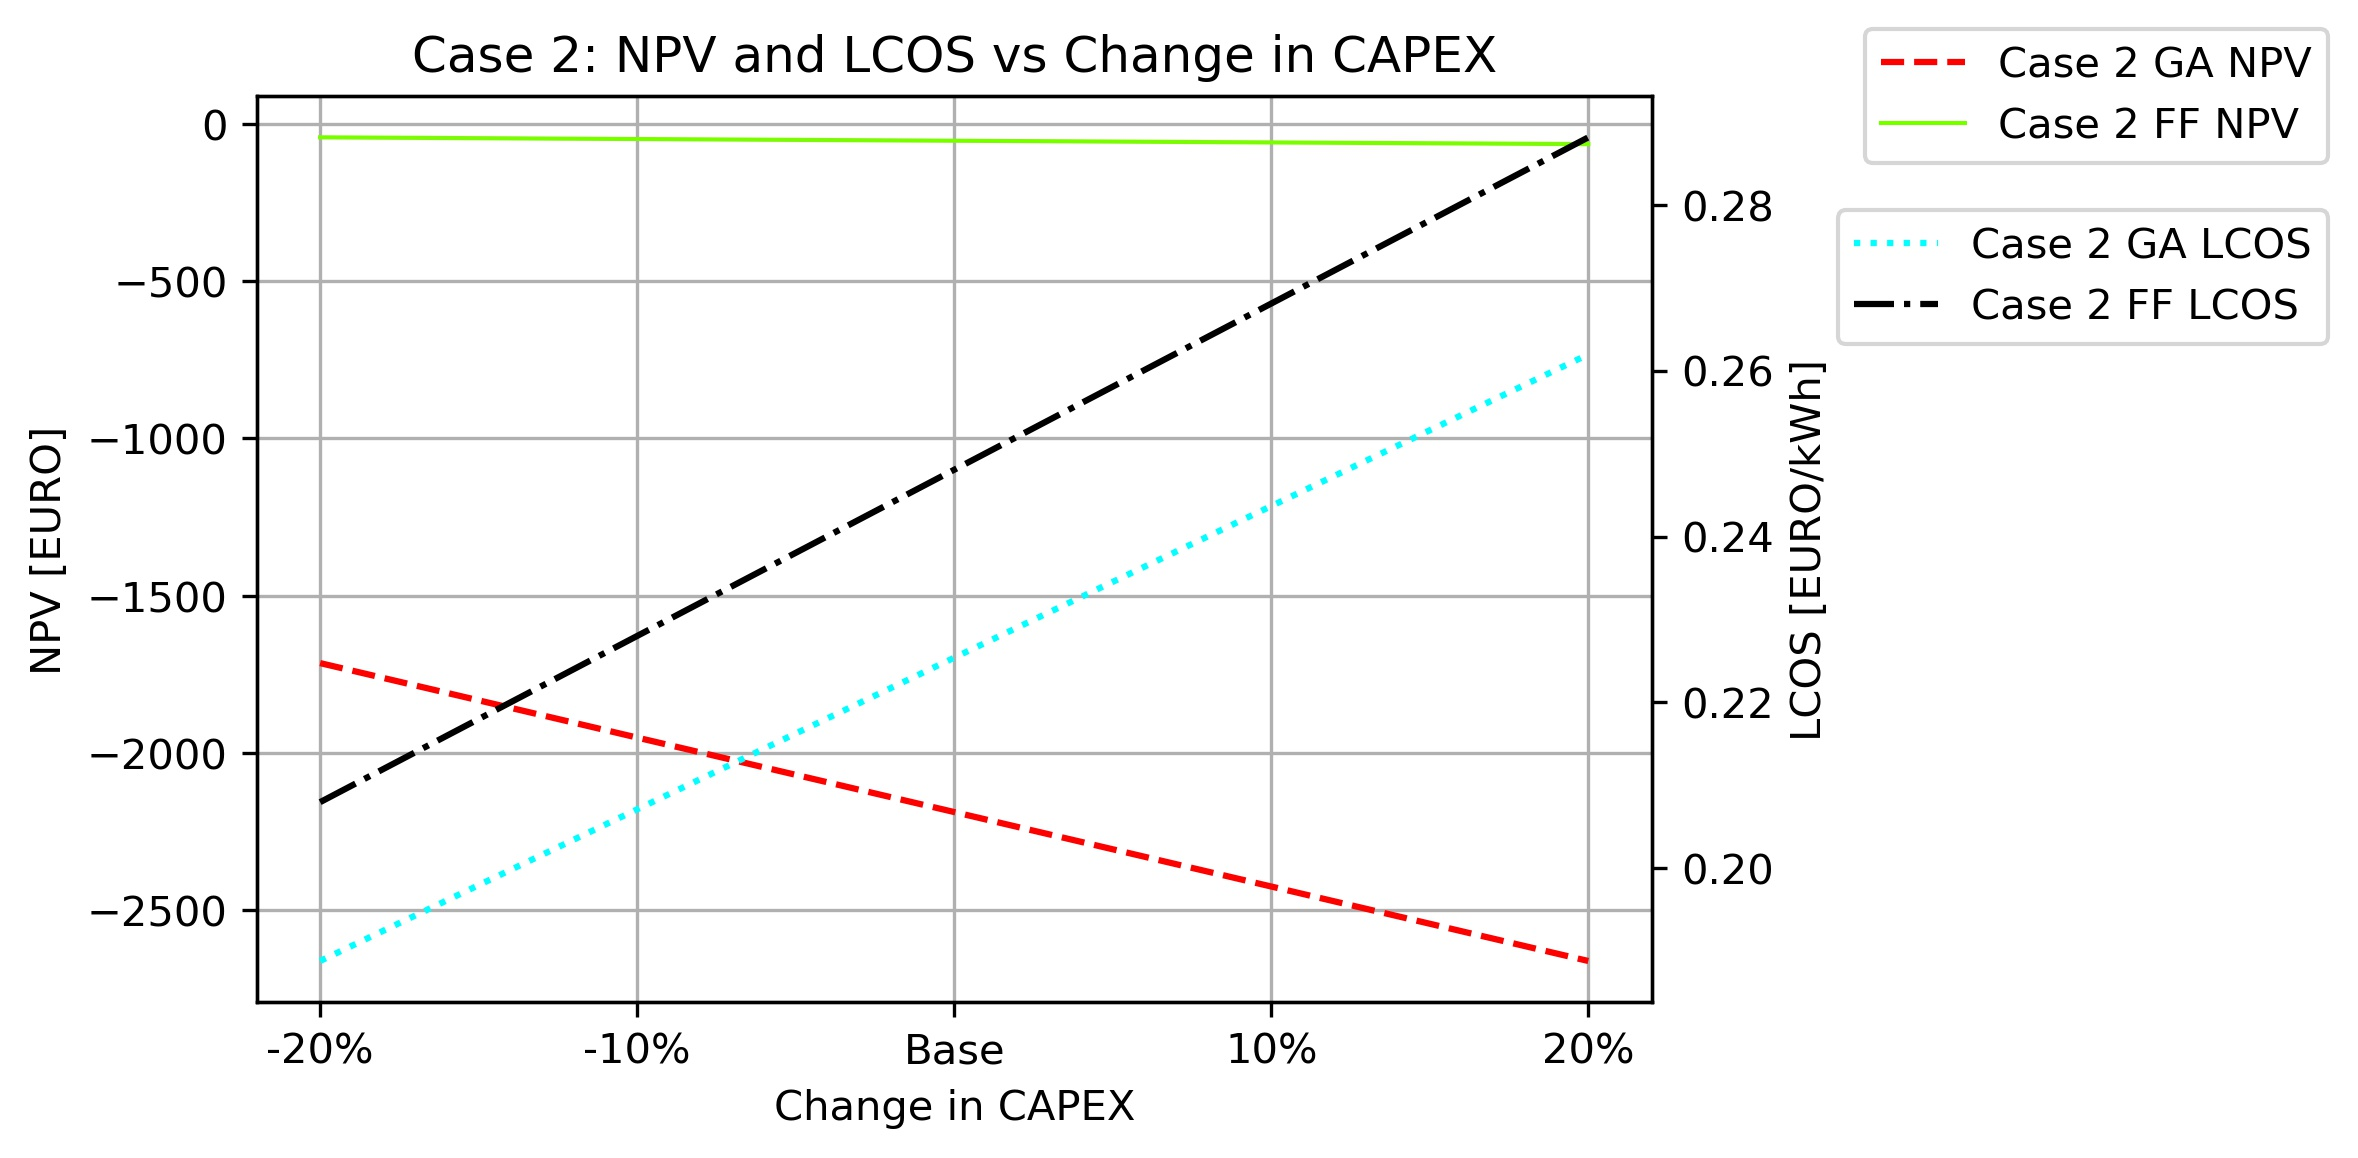 Case 2: NPV and LCOS vs Change in CAPEX
Case 2 GA NPV
Case 2 FF NPV
Case 2 GA LCOS
Case 2 FF LCOS
NPV [EURO]
0
−500
−1000
−1500
−2000
−2500
LCOS [EURO/kWh]
0.28
0.26
0.24
0.22
0.20
-20% -10% Base 10% 20%
Change in CAPEX